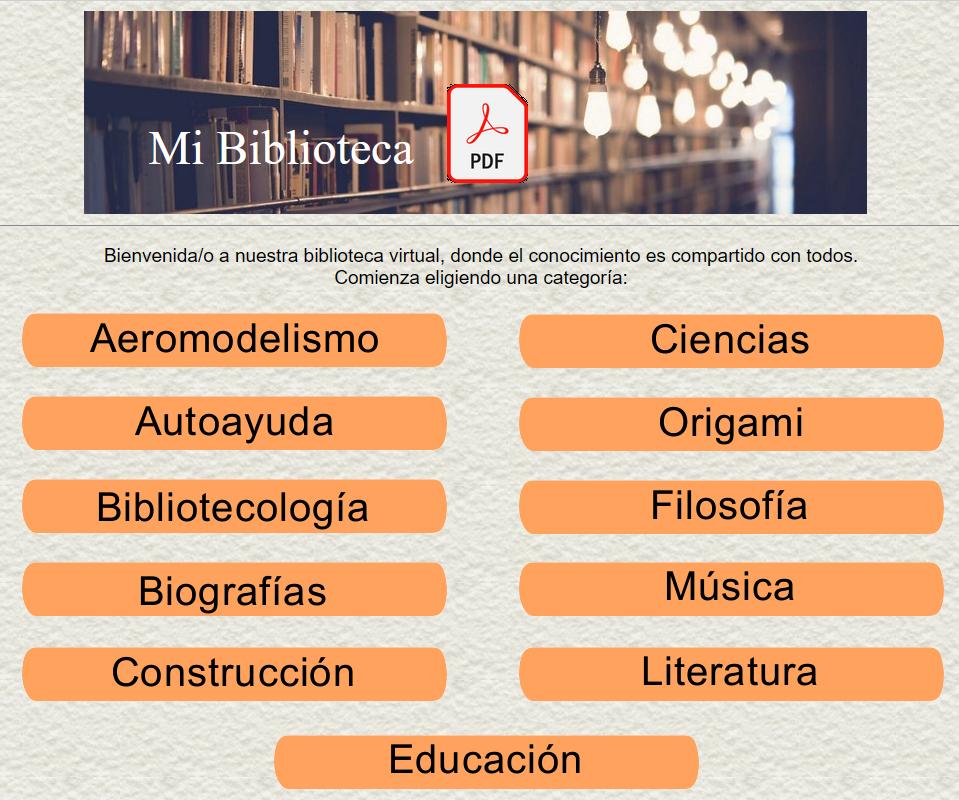 Mi Biblioteca
PDF
Bienvenida/o a nuestra biblioteca virtual, donde el conocimiento es compartido con todos.
Comienza eligiendo una categoría:
Aeromodelismo
Ciencias
Autoayuda
Origami
Bibliotecología
Filosofía
Biografías
Música
Construcción
Literatura
Educación